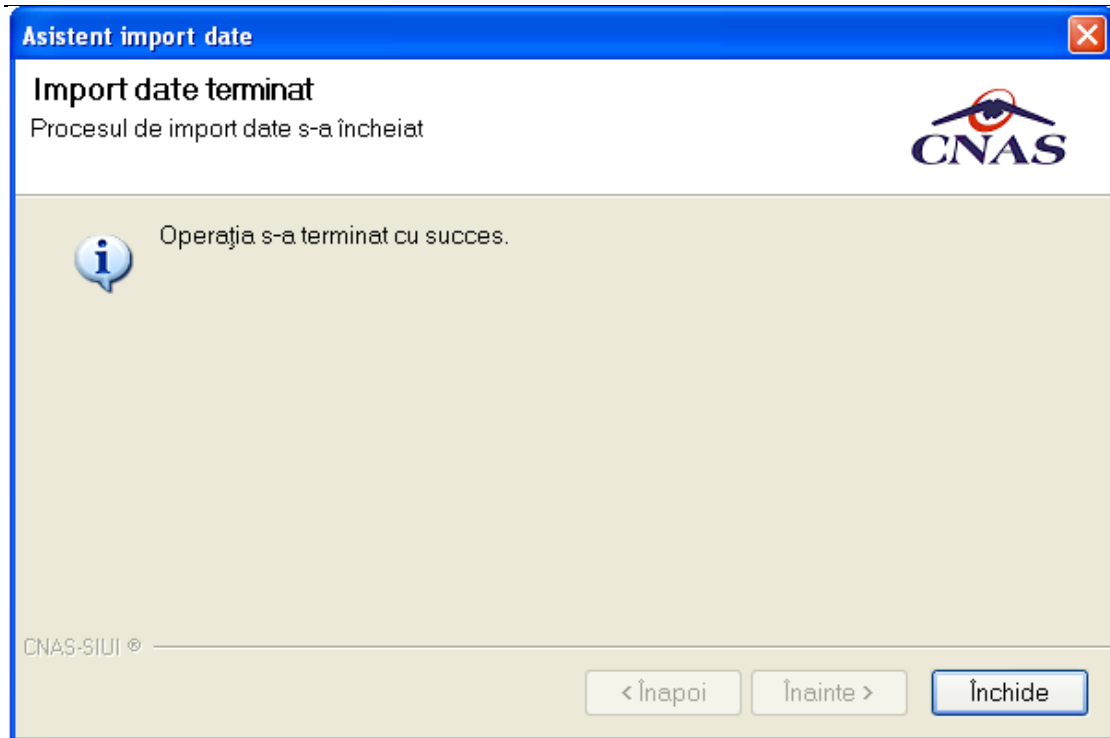 Asistent import date
Import date terminat
Procesul de import date s-a încheiat
CNAS
Operaţia s-a terminat cu succes.
CNAS-SIUI ®
< Înapoi
Înainte >
Închide